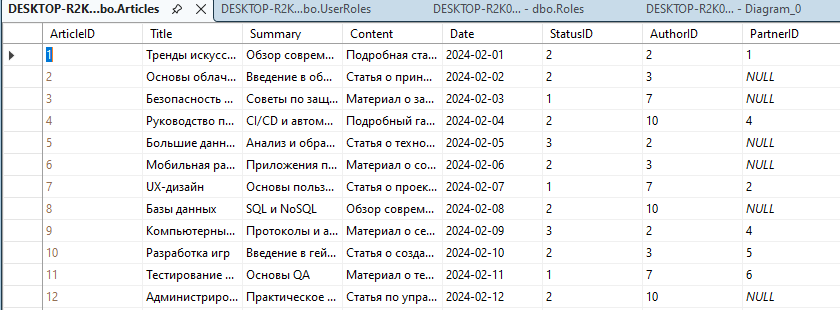 DESKTOP-R2K...bo.Articles DESKTOP-R2K...bo.UserRoles DESKTOP-R2K0... - dbo.Roles DESKTOP-R2K0... - Diagram_0
ArticleID Title Summary Content Date StatusID AuthorID PartnerID
1 Тренды искусс... Обзор соврем... Подробная ста... 2024-02-01 2 2 1
2 Основы облач... Введение в об... Статья о прин... 2024-02-02 2 3 NULL
3 Безопасность ... Советы по защ... Материал о за... 2024-02-03 1 7 NULL
4 Руководство п... CI/CD и автом... Подробный га... 2024-02-04 2 10 4
5 Большие данн... Анализ и обра... Статья о техно... 2024-02-05 3 2 NULL
6 Мобильная ра... Приложения п... Материал о со... 2024-02-06 2 3 NULL
7 UX-дизайн Основы польз... Статья о проек... 2024-02-07 1 7 2
8 Базы данных SQL и NoSQL Обзор соврем... 2024-02-08 2 10 NULL
9 Компьютерны... Протоколы и а... Материал о се... 2024-02-09 3 2 4
10 Разработка игр Введение в гей... Статья о созда... 2024-02-10 2 3 5
11 Тестирование ... Основы QA Материал о те... 2024-02-11 1 7 6
12 Администриро... Практическое ... Статья по упра... 2024-02-12 2 10 NULL